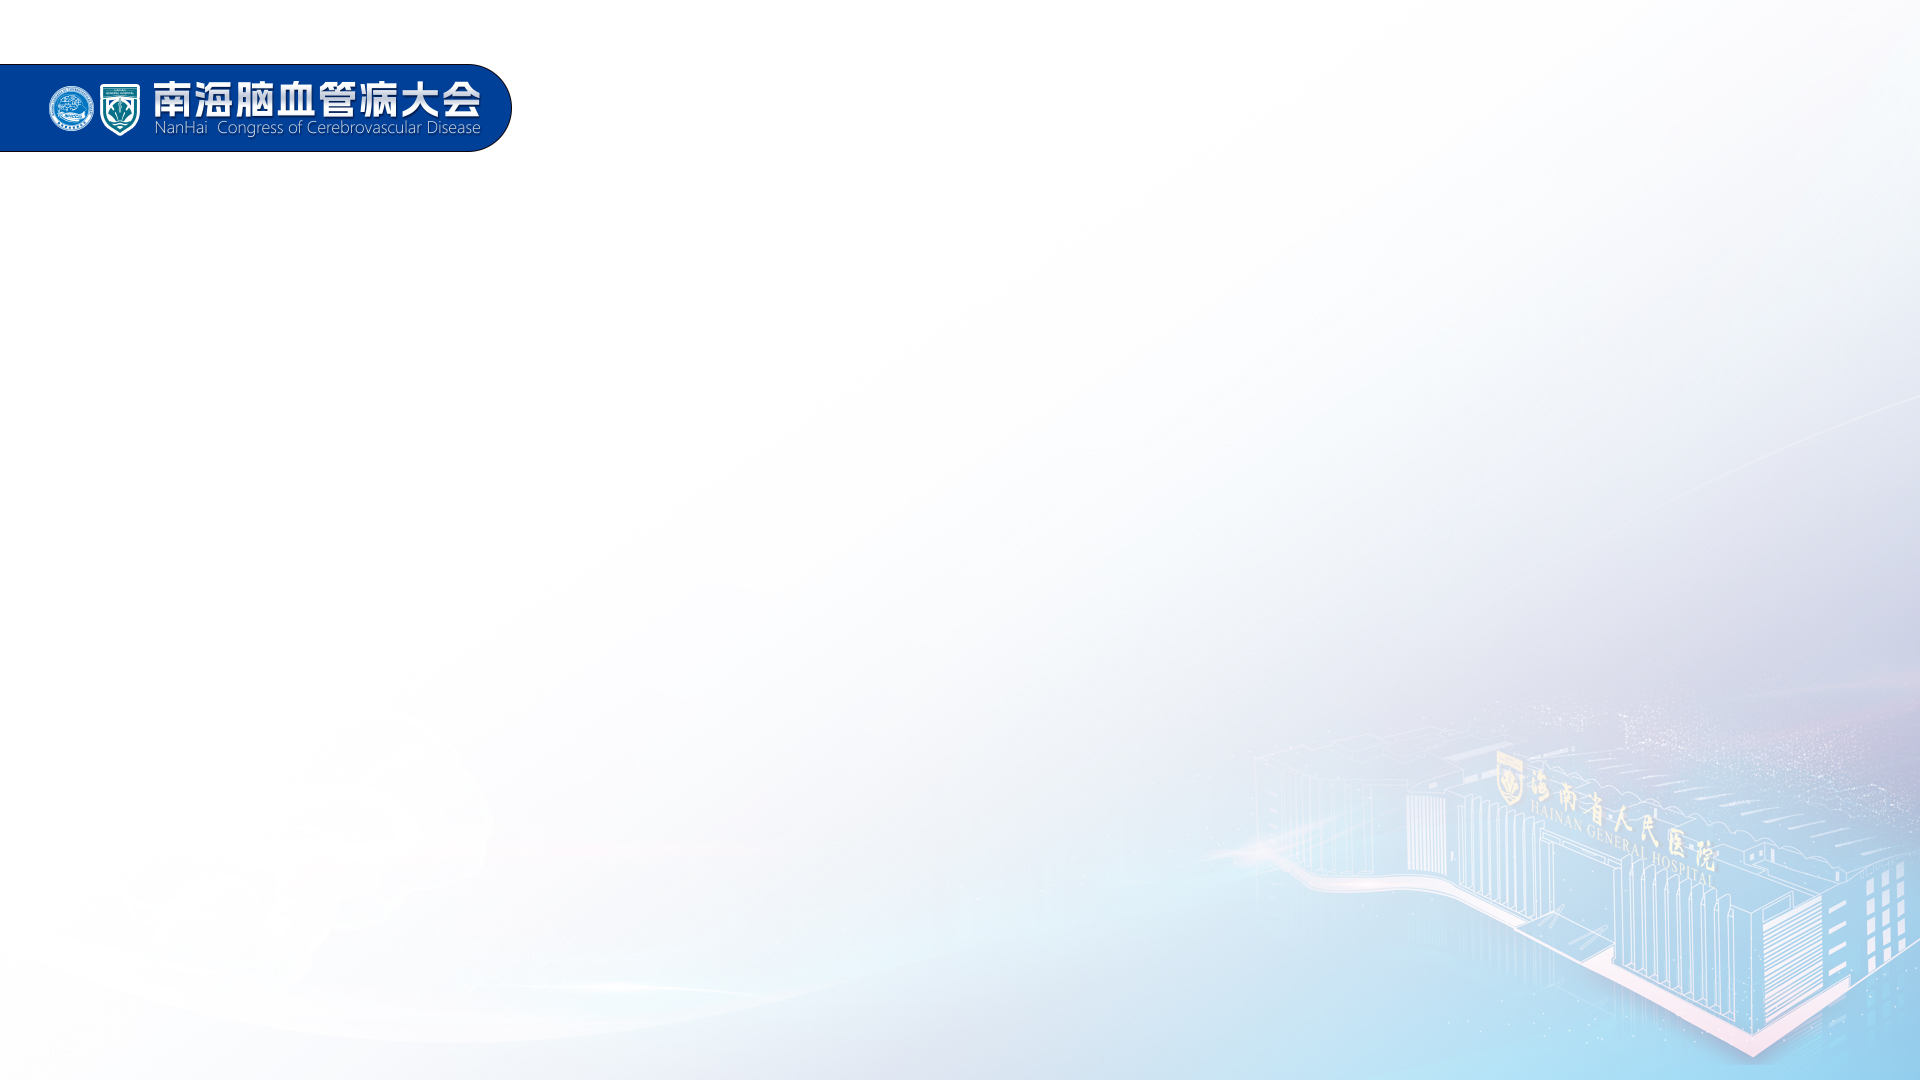 南海脑血管病大会
NanHai Congress of Cerebrovascular Disease
海南省人民医院
HAINAN GENERAL HOSPITAL